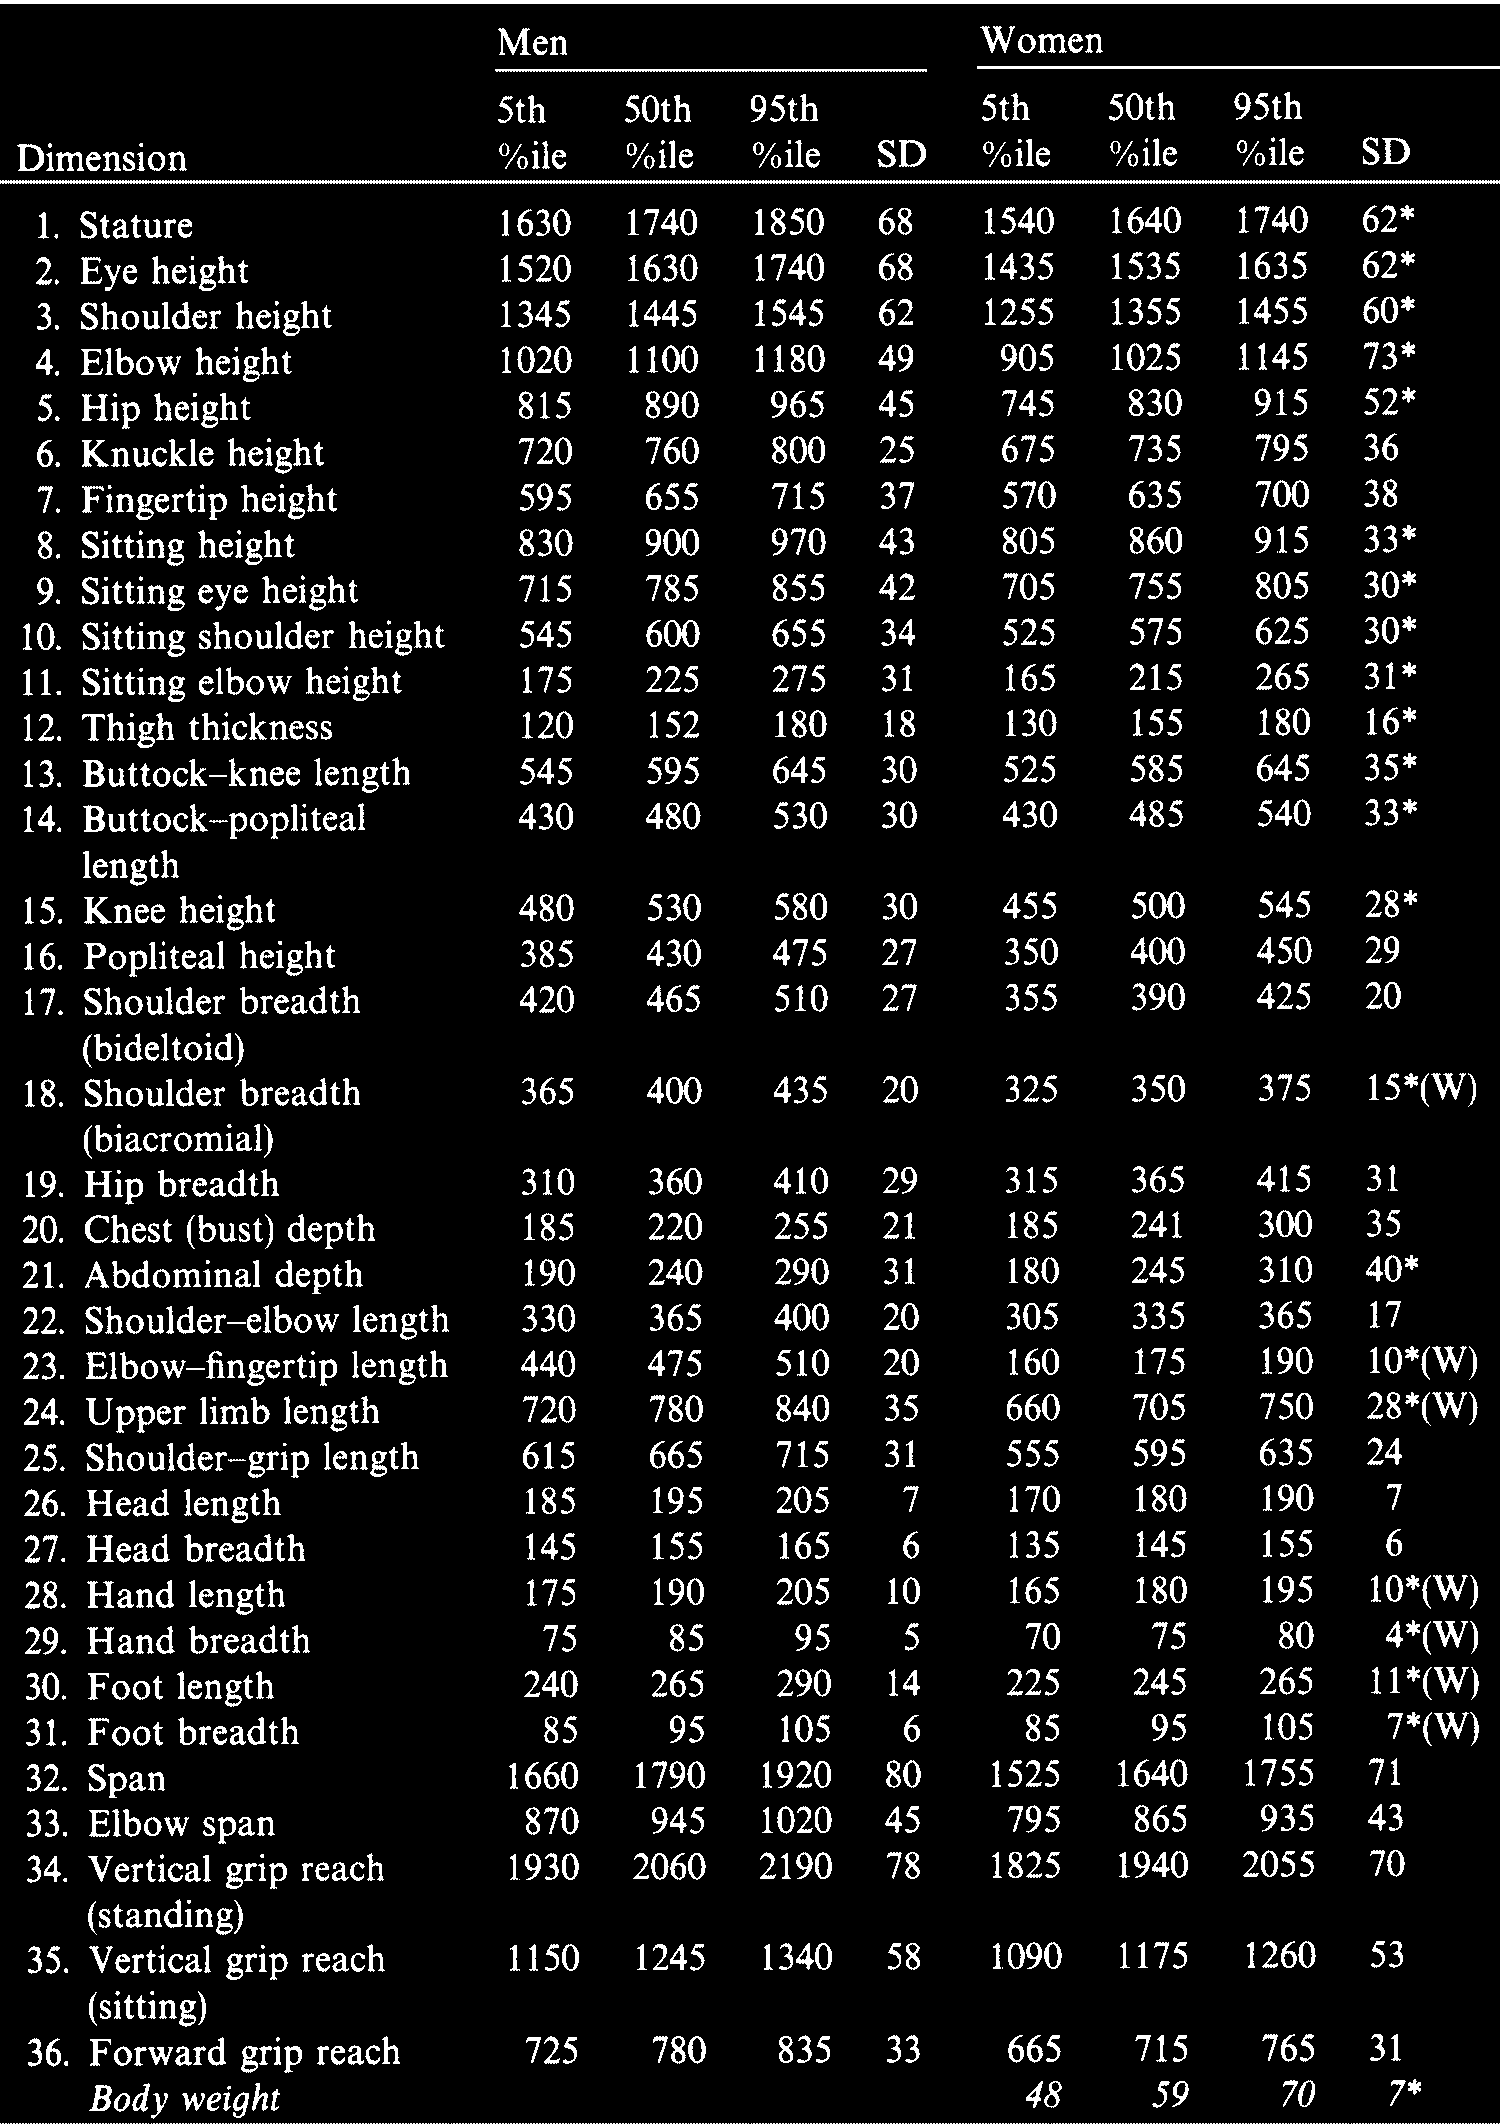 Men Women
5th 50th 95th 5th 50th 95th
Dimension %ile %ile %ile SD %ile %ile %ile SD
1. Stature 1630 1740 1850 68 1540 1640 1740 62*
2. Eye height 1520 1630 1740 68 1435 1535 1635 62*
3. Shoulder height 1345 1445 1545 62 1255 1355 1455 60*
4. Elbow height 1020 1100 1180 49 905 1025 1145 73*
5. Hip height 815 890 965 45 745 830 915 52*
6. Knuckle height 720 760 800 25 675 735 795 36
7. Fingertip height 595 655 715 37 570 635 700 38
8. Sitting height 830 900 970 43 805 860 915 33*
9. Sitting eye height 715 785 855 42 705 755 805 30*
10. Sitting shoulder height 545 600 655 34 525 575 625 30*
11. Sitting elbow height 175 225 275 31 165 215 265 31*
12. Thigh thickness 120 152 180 18 130 155 180 16*
13. Buttock–knee length 545 595 645 30 525 585 645 35*
14. Buttock–popliteal 430 480 530 30 430 485 540 33*
length
15. Knee height 480 530 580 30 455 500 545 28*
16. Popliteal height 385 430 475 27 350 400 450 29
17. Shoulder breadth 420 465 510 27 355 390 425 20
(bideltoid)
18. Shoulder breadth 365 400 435 20 325 350 375 15*(W)
(biacromial)
19. Hip breadth 310 360 410 29 315 365 415 31
20. Chest (bust) depth 185 220 255 21 185 241 300 35
21. Abdominal depth 190 240 290 31 180 245 310 40*
22. Shoulder–elbow length 330 365 400 20 305 335 365 17
23. Elbow–fingertip length 440 475 510 20 160 175 190 10*(W)
24. Upper limb length 720 780 840 35 660 705 750 28*(W)
25. Shoulder–grip length 615 665 715 31 555 595 635 24
26. Head length 185 195 205 7 170 180 190 7
27. Head breadth 145 155 165 6 135 145 155 6
28. Hand length 175 190 205 10 165 180 195 10*(W)
29. Hand breadth 75 85 95 5 70 75 80 4*(W)
30. Foot length 240 265 290 14 225 245 265 11*(W)
31. Foot breadth 85 95 105 6 85 95 105 7*(W)
32. Span 1660 1790 1920 80 1525 1640 1755 71
33. Elbow span 870 945 1020 45 795 865 935 43
34. Vertical grip reach 1930 2060 2190 78 1825 1940 2055 70
(standing)
35. Vertical grip reach 1150 1245 1340 58 1090 1175 1260 53
(sitting)
36. Forward grip reach 725 780 835 33 665 715 765 31
Body weight 48 59 70 7*